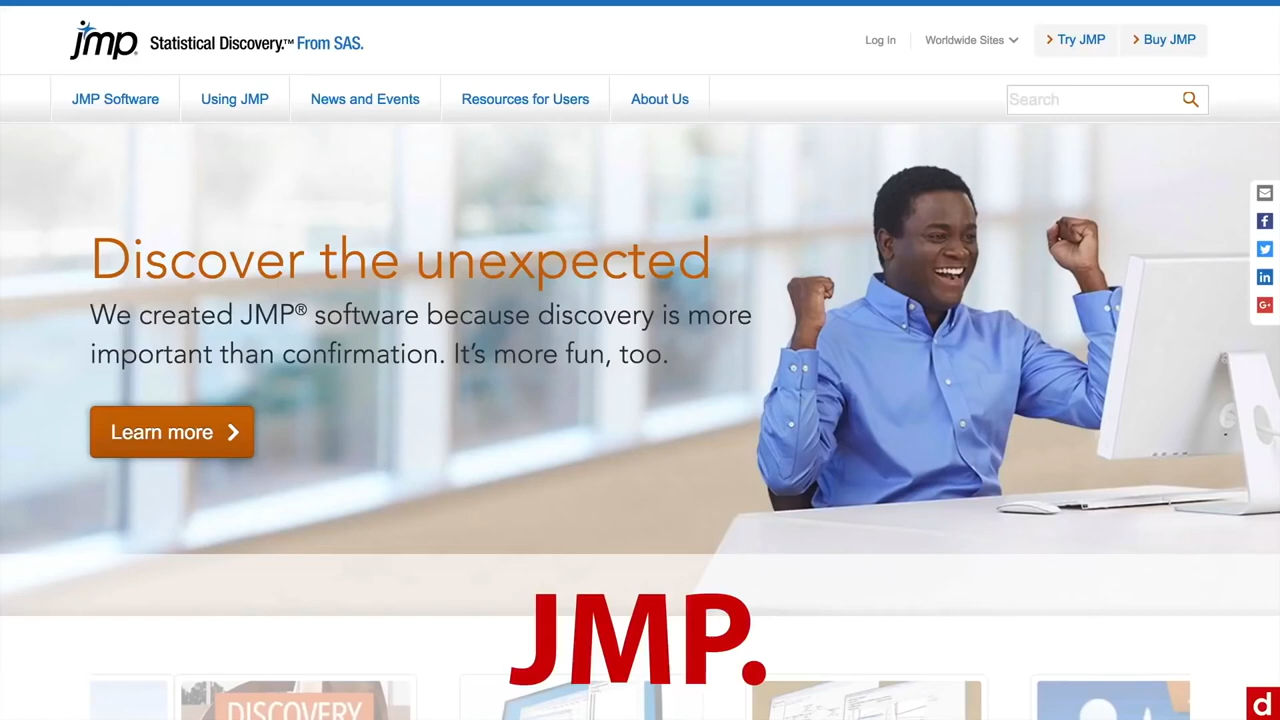 jmp Statistical Discovery.™ From SAS.
Log In
Worldwide Sites
Try JMP
Buy JMP
JMP Software
Using JMP
News and Events
Resources for Users
About Us
Search
Discover the unexpected
We created JMP® software because discovery is more
important than confirmation. It’s more fun, too.
Learn more
f
in
G+
JMP.
DISCOVERY
d